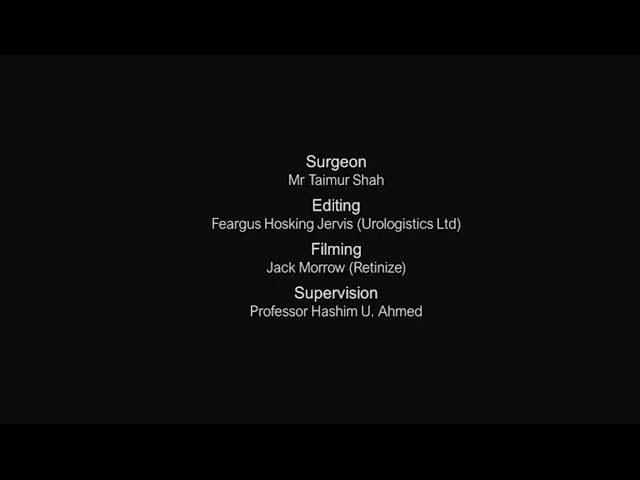 Surgeon
Mr Taimur Shah
Editing
Feargus Hosking Jervis (Urologistics Ltd)
Filming
Jack Morrow (Retinize)
Supervision
Professor Hashim U. Ahmed